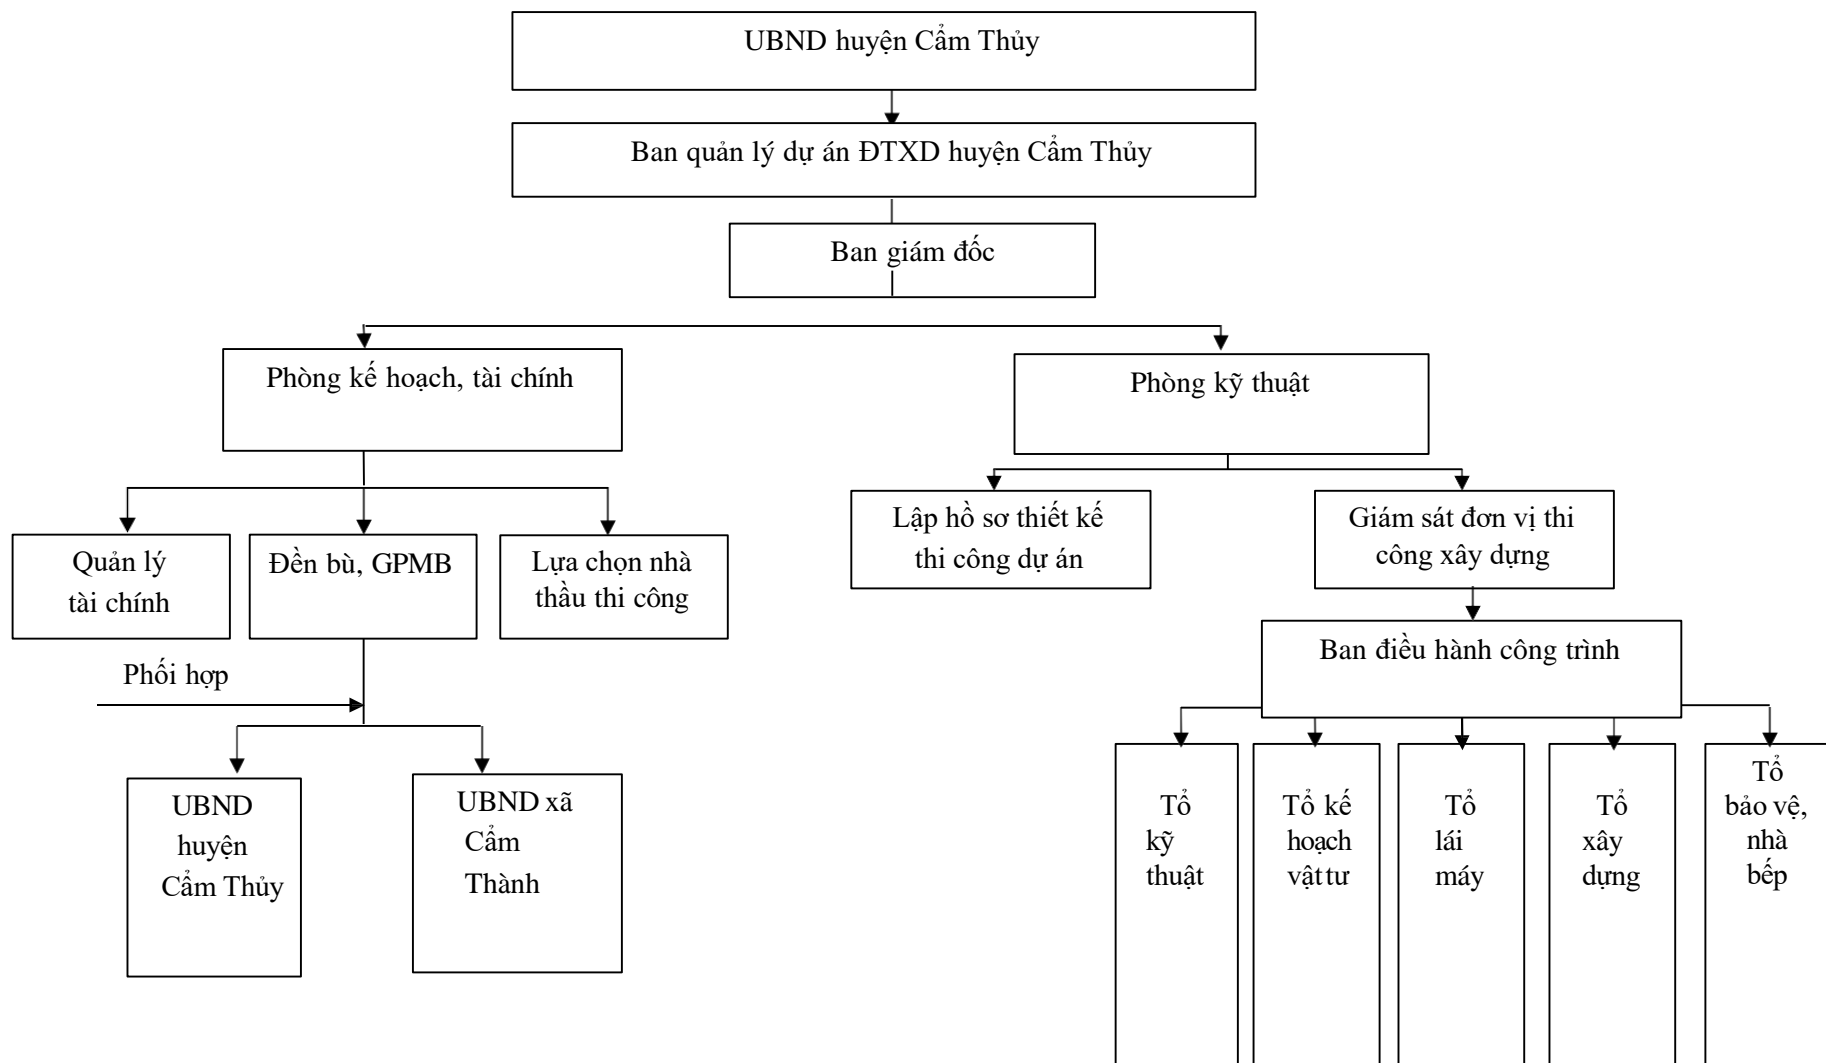 UBND huyện Cẩm Thủy
Ban quản lý dự án ĐTXD huyện Cẩm Thủy
Ban giám đốc
Phòng kế hoạch, tài chính
Phòng kỹ thuật
Quản lý
tài chính
Đền bù, GPMB
Lựa chọn nhà
thầu thi công
Lập hồ sơ thiết kế
thi công dự án
Giám sát đơn vị thi
công xây dựng
Ban điều hành công trình
Phối hợp
UBND
huyện
Cẩm Thủy
UBND xã
Cẩm
Thành
Tổ
kỹ
thuật
Tổ kế
hoạch
vật tư
Tổ
lái
máy
Tổ
xây
dựng
Tổ
bảo vệ,
nhà
bếp